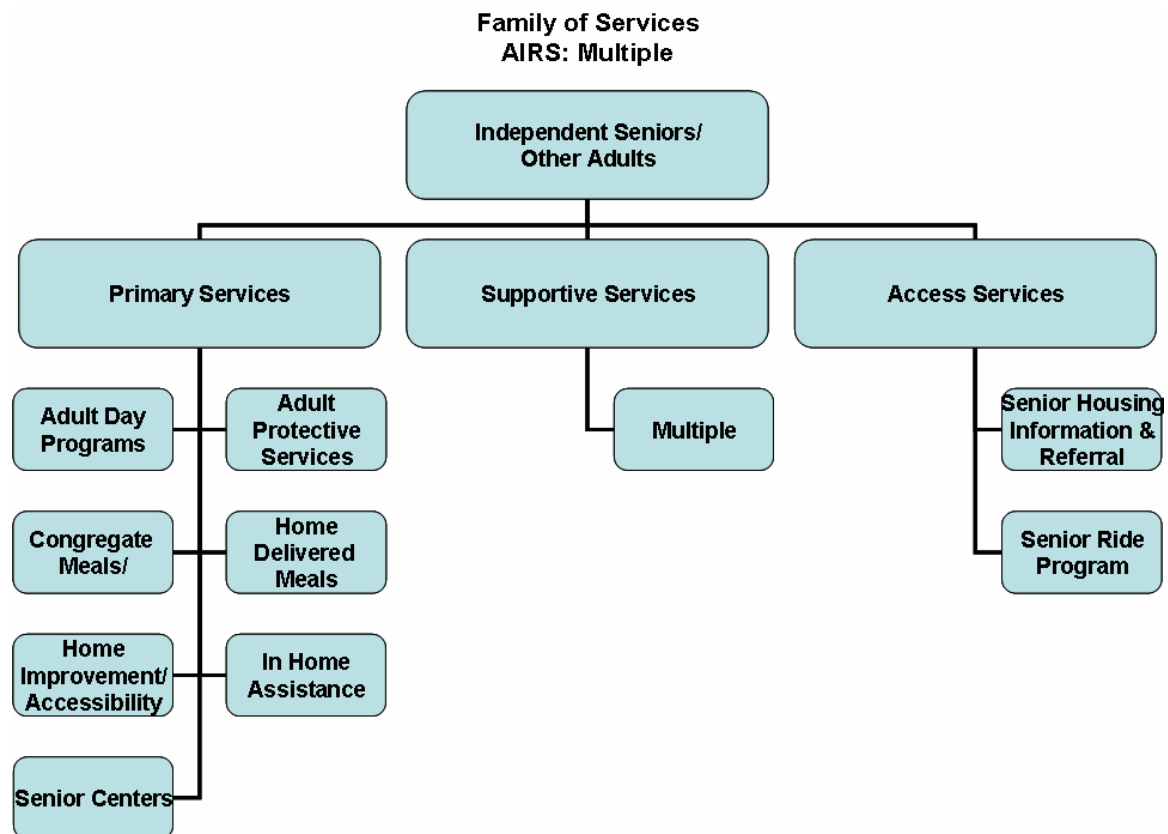 Family of Services
AIRS: Multiple
Independent Seniors/
Other Adults
Primary Services
Supportive Services
Access Services
Adult Day
Programs
Adult
Protective
Services
Multiple
Senior Housing
Information &
Referral
Congregate
Meals/
Home
Delivered
Meals
Senior Ride
Program
Home
Improvement/
Accessibility
In Home
Assistance
Senior Centers